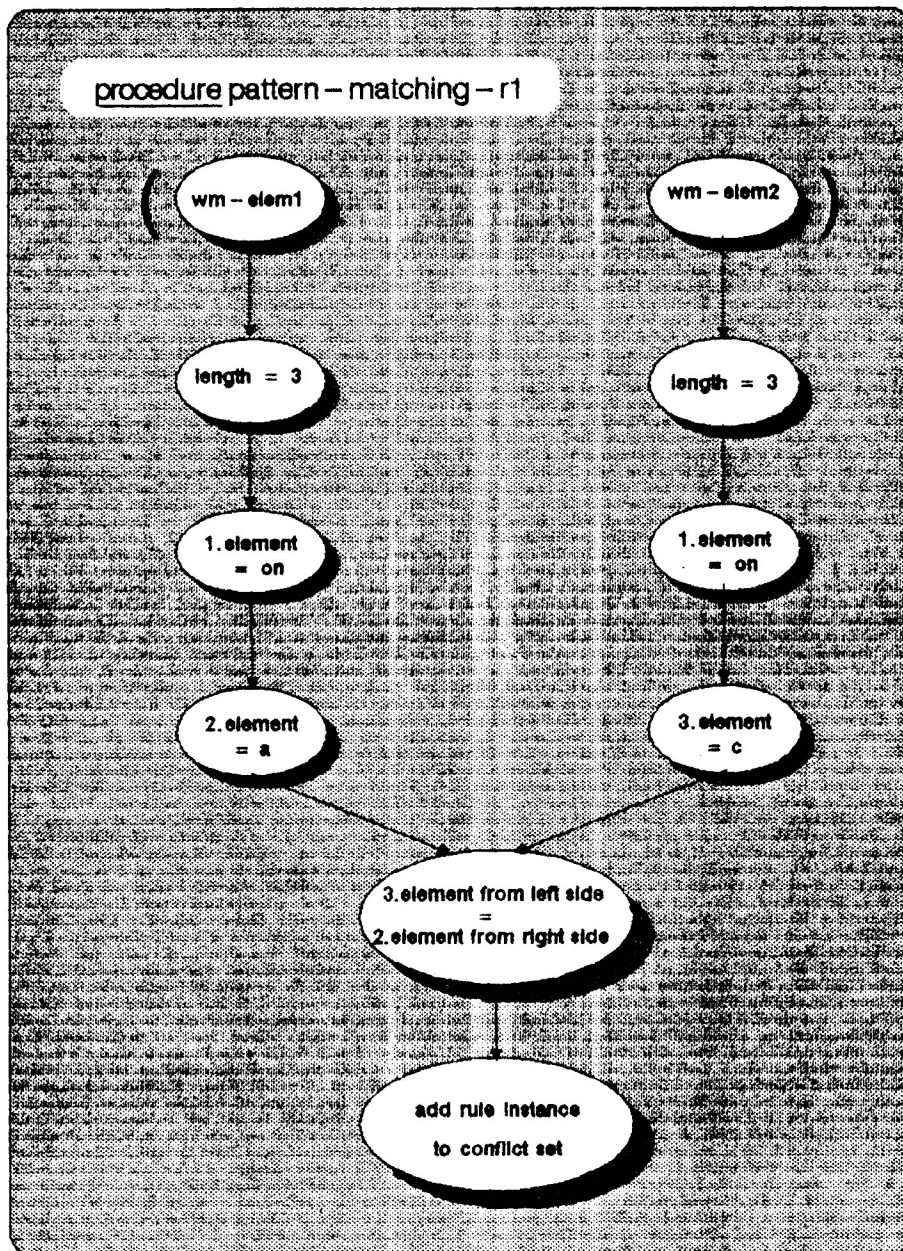 procedure pattern – matching – r1
( wm – elem1 wm – elem2 )
length = 3 length = 3
1.element 1.element
= on = on
2.element 3.element
= a = c
3.element from left side
=
2.element from right side
add rule instance
to conflict set